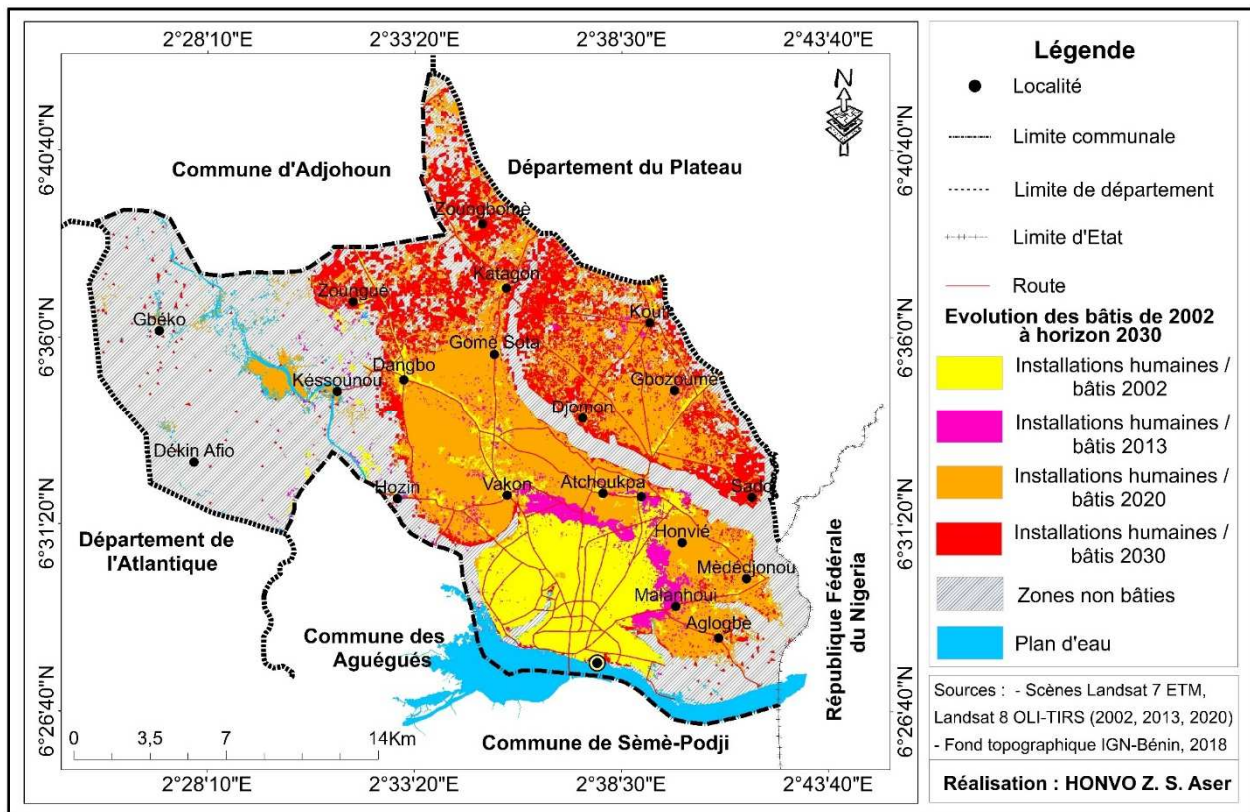 2°28'10"E
2°33'20"E
2°38'30"E
2°43'40"E
6°40'40"N
6°36'0"N
6°31'20"N
6°26'40"N
6°40'40"N
6°36'0"N
6°31'20"N
6°26'40"N
N
Commune d'Adjohoun
Département du Plateau
Zouogbomè
Katagon
Zoungué
Kouti
Gbéko
Gomè Sota
Dangbo
Késsounou
Gbozoumè
Djomon
Dékin Afio
Hozin
Vakon
Atchoukpa
Sado
Honvié
Mèdédjonou
Malanhoui
Aglogbè
Département de
l'Atlantique
Commune des
Aguégués
République Fédérale
du Nigeria
Commune de Sèmè-Podji
0 3,5 7 14Km
2°28'10"E
2°33'20"E
2°38'30"E
2°43'40"E
Légende
Localité
Limite communale
Limite de département
Limite d'Etat
Route
Evolution des bâtis de 2002
à horizon 2030
Installations humaines /
bâtis 2002
Installations humaines /
bâtis 2013
Installations humaines /
bâtis 2020
Installations humaines /
bâtis 2030
Zones non bâties
Plan d'eau
Sources : - Scènes Landsat 7 ETM,
Landsat 8 OLI-TIRS (2002, 2013, 2020)
- Fond topographique IGN-Bénin, 2018
Réalisation : HONVO Z. S. Aser